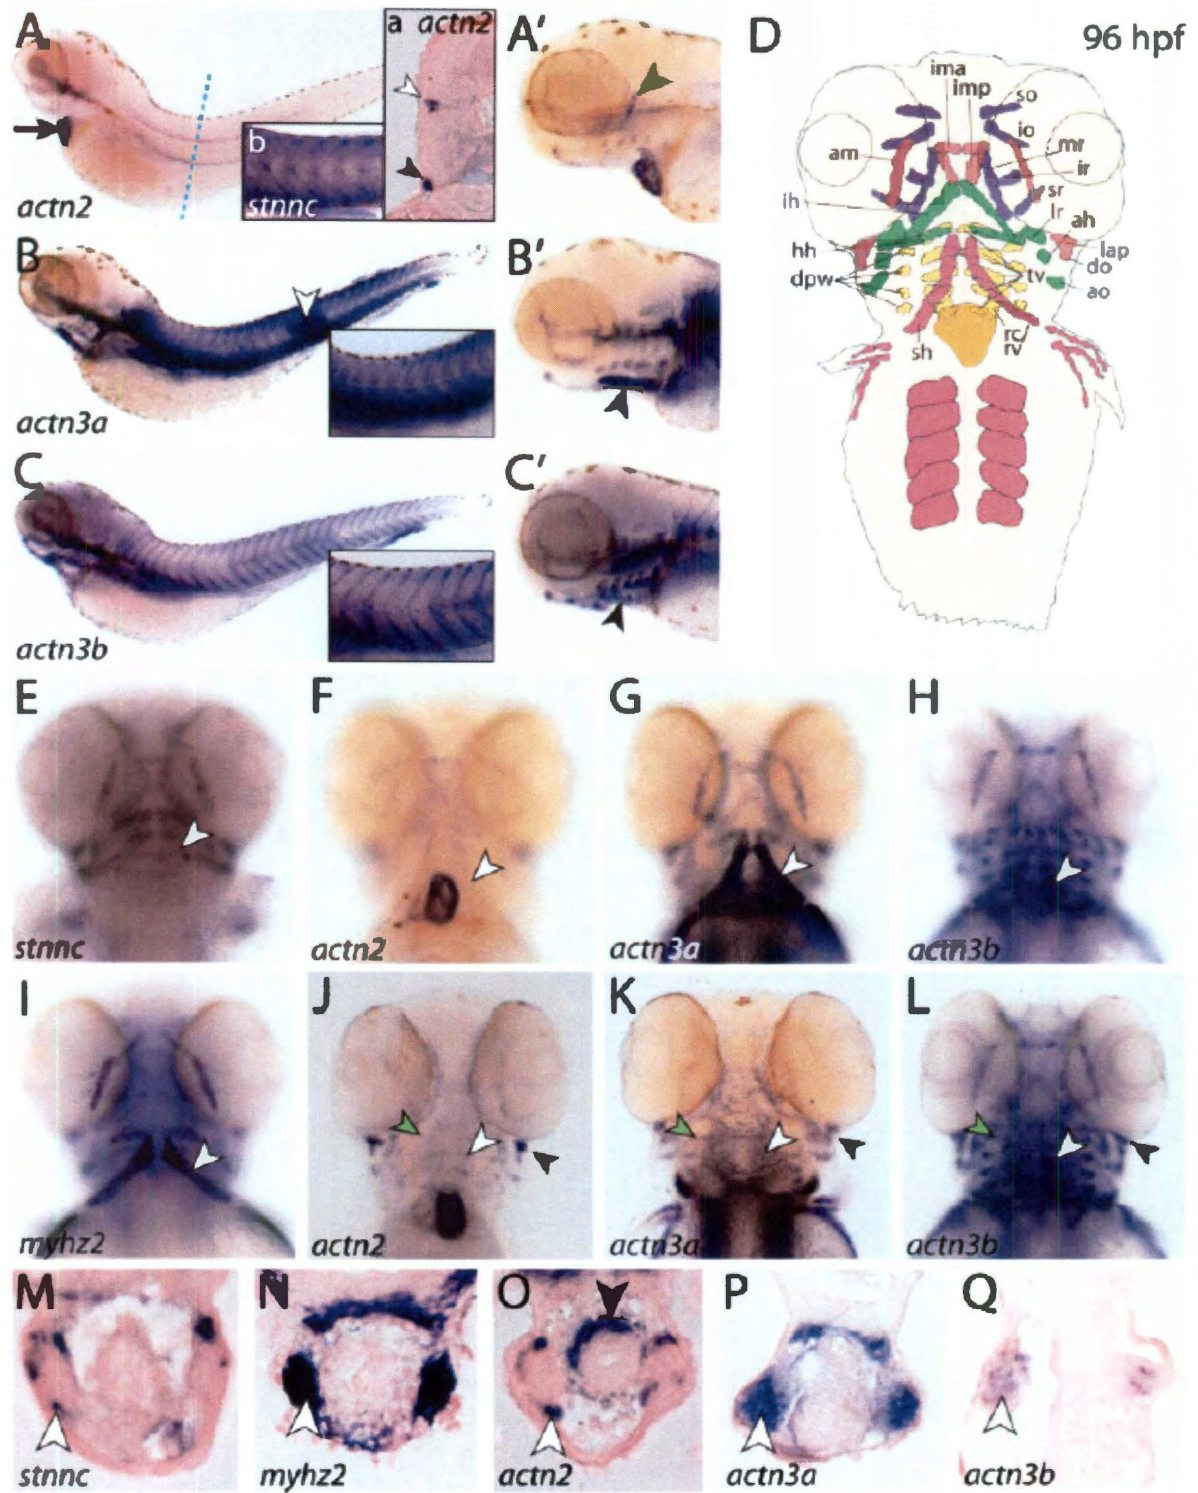 A
a actn2
A'
D
96 hpf
b
stnnc
actn2
ima
imp
so
io
mr
ir
am
sr
lr
ah
ih
lap
hh
do
dpw
tv
ao
rc/
rv
sh
B
B'
actn3a
C
C'
actn3b
E
F
G
H
stnnc
actn2
actn3a
actn3b
I
J
K
L
myhz2
actn2
actn3a
actn3b
M
N
O
P
Q
stnnc
myhz2
actn2
actn3a
actn3b